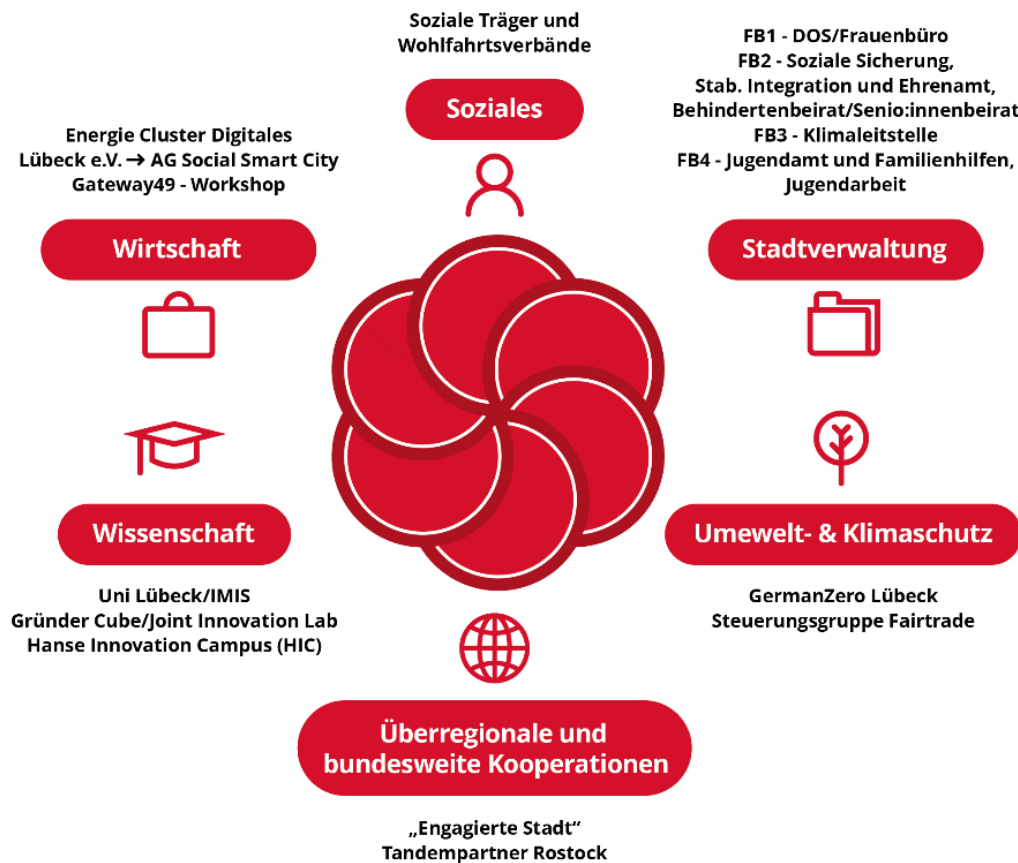 Soziale Träger und
Wohlfahrtsverbände
Soziales
FB1 - DOS/Frauenbüro
FB2 - Soziale Sicherung,
Stab. Integration und Ehrenamt,
Behindertenbeirat/Senio:innenbeirat
FB3 - Klimaleitstelle
FB4 - Jugendamt und Familienhilfen,
Jugendarbeit
Stadtverwaltung
Energie Cluster Digitales
Lübeck e.V. → AG Social Smart City
Gateway49 - Workshop
Wirtschaft
Wissenschaft
Uni Lübeck/IMIS
Gründer Cube/Joint Innovation Lab
Hanse Innovation Campus (HIC)
Umewelt- & Klimaschutz
GermanZero Lübeck
Steuerungsgruppe Fairtrade
Überregionale und
bundesweite Kooperationen
„Engagierte Stadt“
Tandempartner Rostock